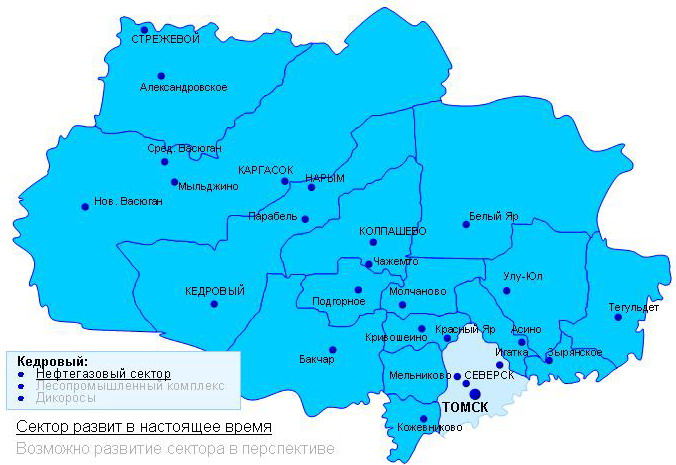 СТРЕЖЕВОЙ
Александровское
Сред. Васюган
Мыльджино
КАРГАСОК
НАРЫМ
Нов. Васюган
Парабель
Белый Яр
КОЛПАШЕВО
Чажемто
Улу-Юл
КЕДРОВЫЙ
Подгорное
Молчаново
Тегульдет
Кривошеино
Красный Яр
Асино
Бакчар
Игатка
Зырянское
Мельниково
СЕВЕРСК
ТОМСК
Кожевниково
Кедровый:
Нефтегазовый сектор
Лесопромышленный комплекс
Дикоросы
Сектор развит в настоящее время
Возможно развитие сектора в перспективе